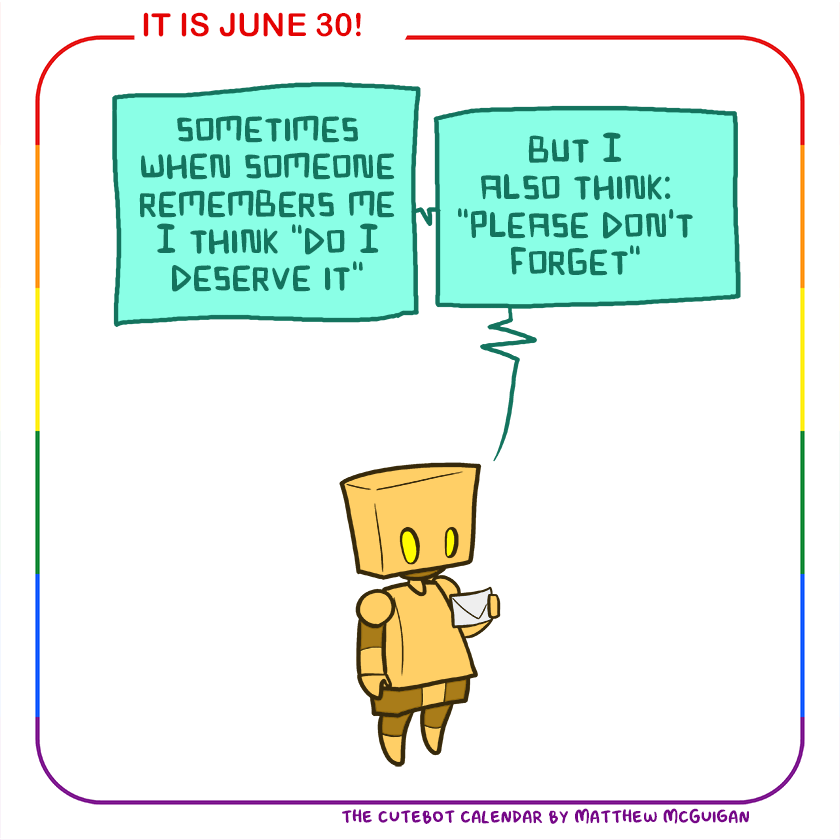 IT IS JUNE 30!
SOMETIMES
WHEN SOMEONE
REMEMBERS ME
I THINK "DO I
DESERVE IT"
BUT I
ALSO THINK:
"PLEASE DON'T
FORGET"
THE CUTEBOT CALENDAR BY MATTHEW MCGUIGAN